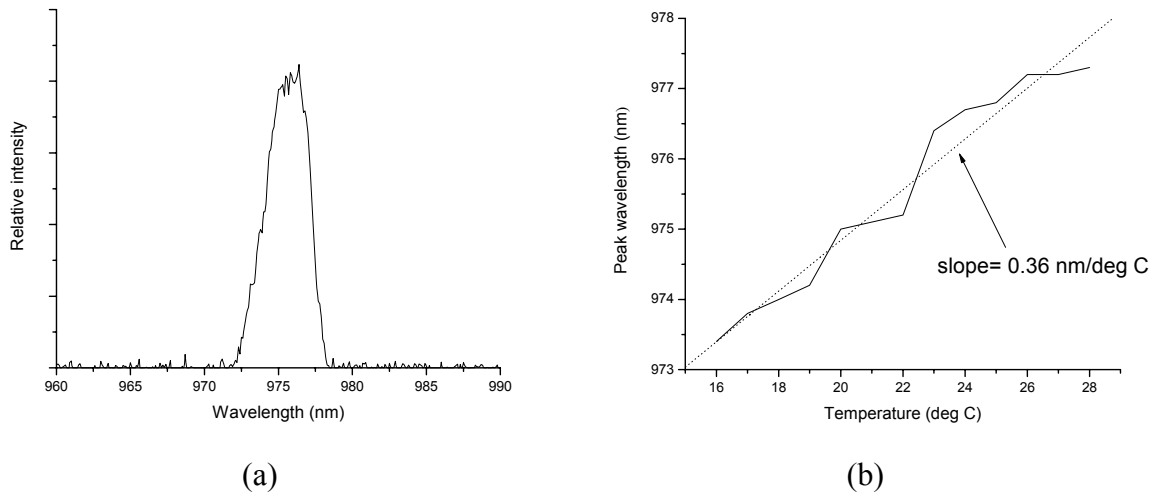 Relative intensity
960 965 970 975 980 985 990
Wavelength (nm)
(a)
978
977
976
975
974
973
Peak wavelength (nm)
slope= 0.36 nm/deg C
16 18 20 22 24 26 28
Temperature (deg C)
(b)